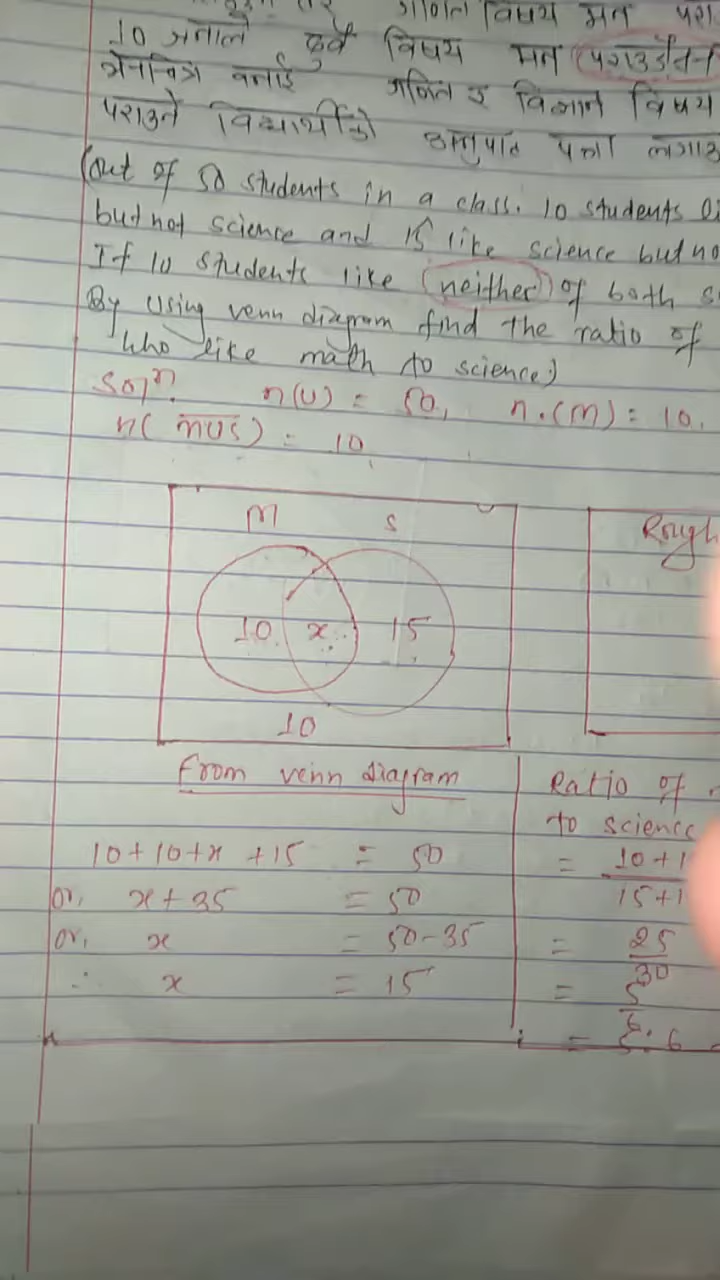 गणित विषय मन परा
10 जनाले दुवै विषय मन पराउँदैनन्
भेनचित्र बनाई गणित र विज्ञान विषय
पराउने विद्यार्थीको अनुपात पत्ता लगाउ
(Out of 50 students in a class. 10 students
but not science and 15 like science but no
If 10 students like (neither) of both s
By using venn diagram find the ratio of
who like math to science)
Solⁿ. n(U) = 50, n.(M) = 10.
n( M∪S) = 10
M S
Rough
10 x 15
10
From venn diagram
Ratio of
to science
10+10+x +15 = 50
= 10+1
15+1
or, x+35 = 50
or, x = 50-35
= 25
30
∴ x = 15
= 5
6